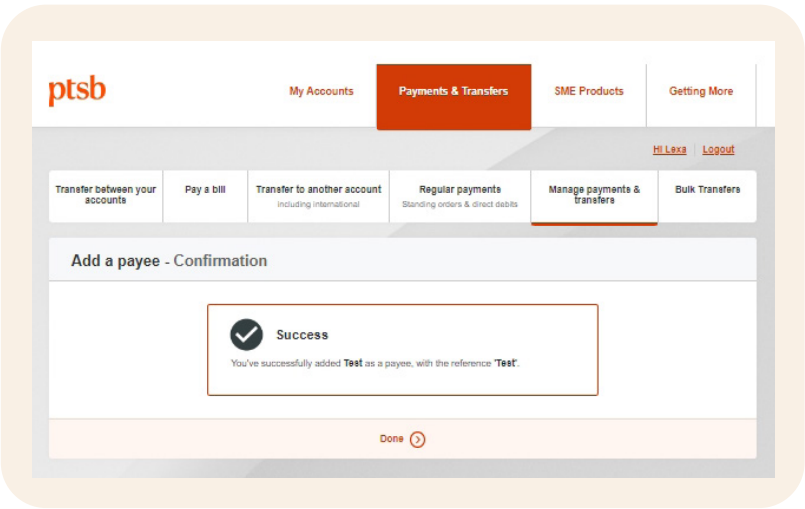 ptsb
My Accounts
Payments & Transfers
SME Products
Getting More
Hi Lexa
Logout
Transfer between your
accounts
Pay a bill
Transfer to another account
including international
Regular payments
Standing orders & direct debits
Manage payments &
transfers
Bulk Transfers
Add a payee - Confirmation
Success
You've successfully added Test as a payee, with the reference 'Test'.
Done